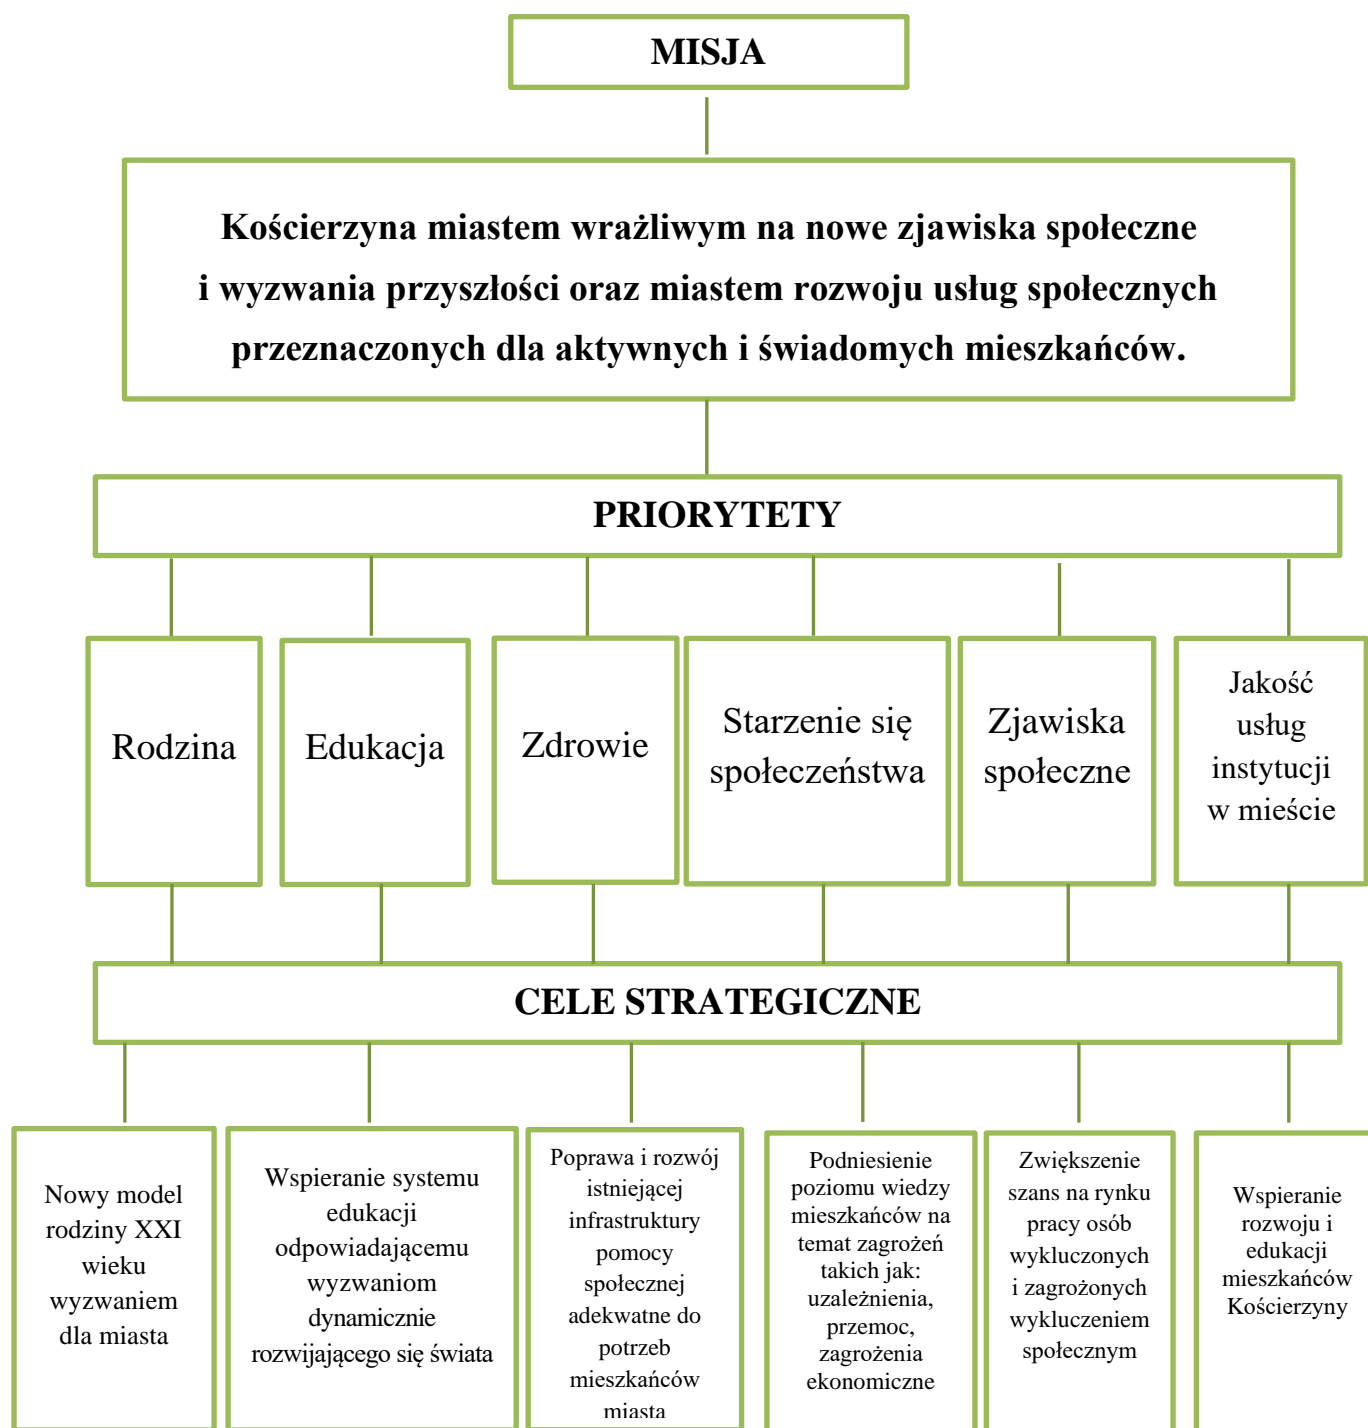 MISJA
Kościerzyna miastem wrażliwym na nowe zjawiska społeczne
i wyzwania przyszłości oraz miastem rozwoju usług społecznych
przeznaczonych dla aktywnych i świadomych mieszkańców.
PRIORYTETY
Rodzina
Edukacja
Zdrowie
Starzenie się
społeczeństwa
Zjawiska
społeczne
Jakość
usług
instytucji
w mieście
CELE STRATEGICZNE
Nowy model
rodziny XXI
wieku
wyzwaniem
dla miasta
Wspieranie systemu
edukacji
odpowiadającemu
wyzwaniom
dynamicznie
rozwijającego się świata
Poprawa i rozwój
istniejącej
infrastruktury
pomocy
społecznej
adekwatne do
potrzeb
mieszkańców
miasta
Podniesienie
poziomu wiedzy
mieszkańców na
temat zagrożeń
takich jak:
uzależnienia,
przemoc,
zagrożenia
ekonomiczne
Zwiększenie
szans na rynku
pracy osób
wykluczonych
i zagrożonych
wykluczeniem
społecznym
Wspieranie
rozwoju i
edukacji
mieszkańców
Kościerzyny